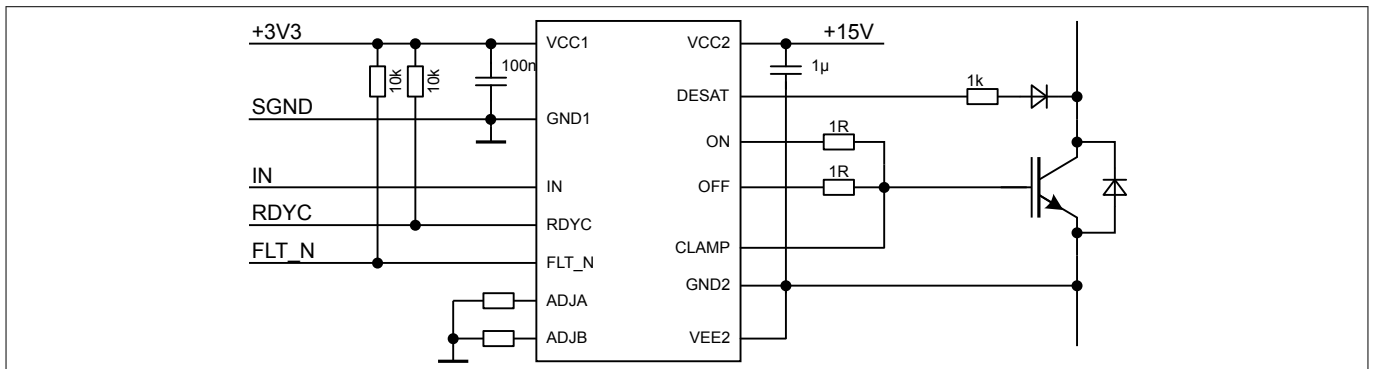 +3V3
VCC1
VCC2
+15V
10k
10k
100n
1µ
DESAT
1k
SGND
GND1
ON
1R
IN
IN
OFF
1R
RDYC
RDYC
FLT_N
FLT_N
CLAMP
GND2
ADJA
ADJB
VEE2